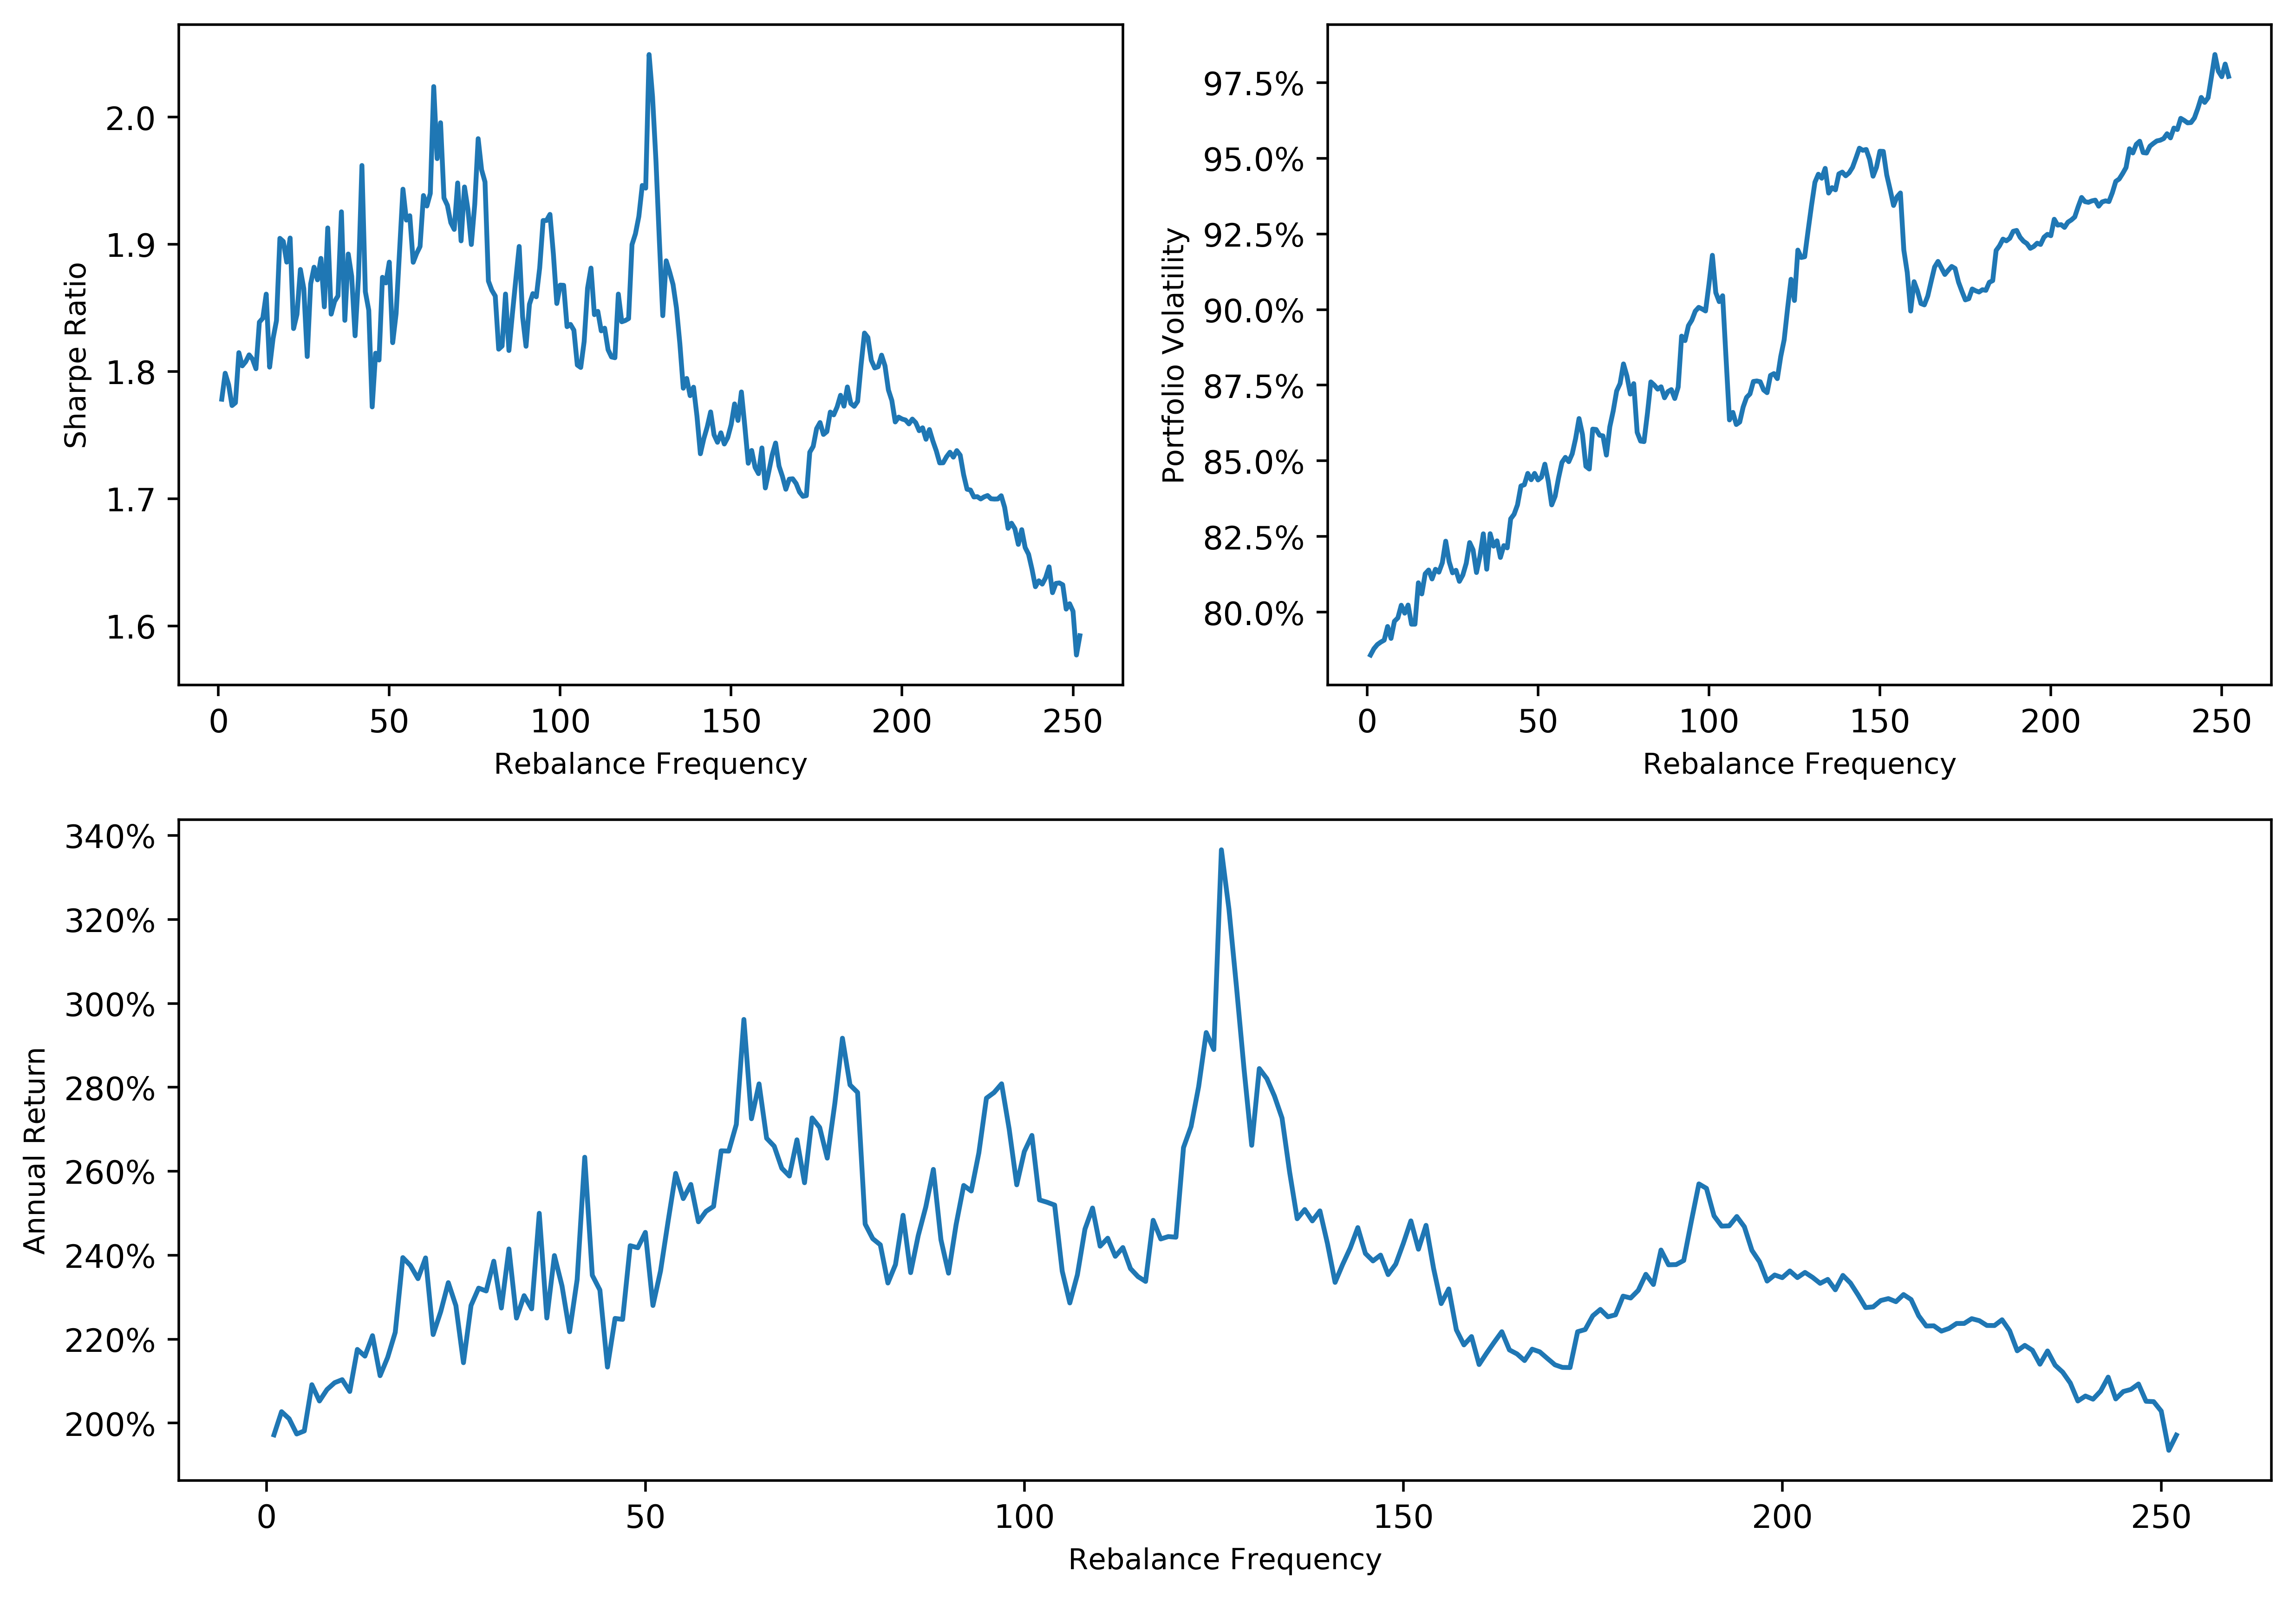 2.0
1.9
1.8
1.7
1.6
Sharpe Ratio
0 50 100 150 200 250
Rebalance Frequency
97.5%
95.0%
92.5%
90.0%
87.5%
85.0%
82.5%
80.0%
Portfolio Volatility
0 50 100 150 200 250
Rebalance Frequency
340%
320%
300%
280%
260%
240%
220%
200%
Annual Return
0 50 100 150 200 250
Rebalance Frequency